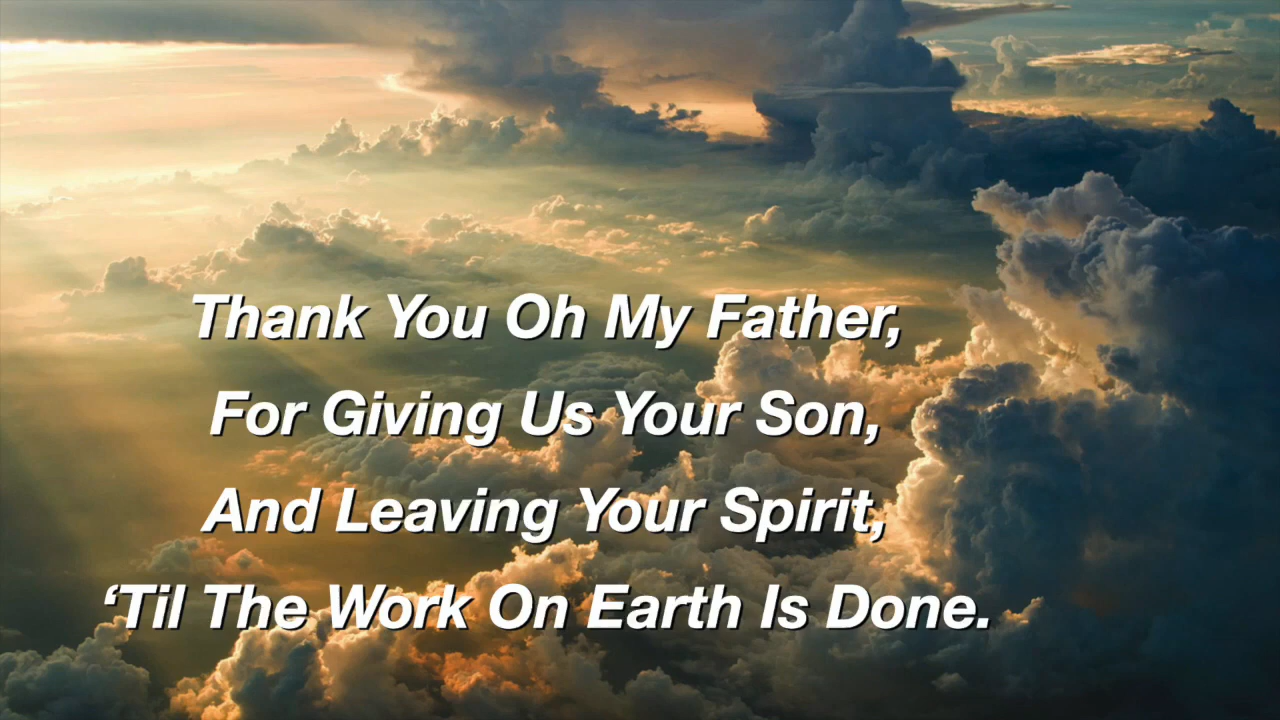 Thank You Oh My Father,
For Giving Us Your Son,
And Leaving Your Spirit,
‘Til The Work On Earth Is Done.